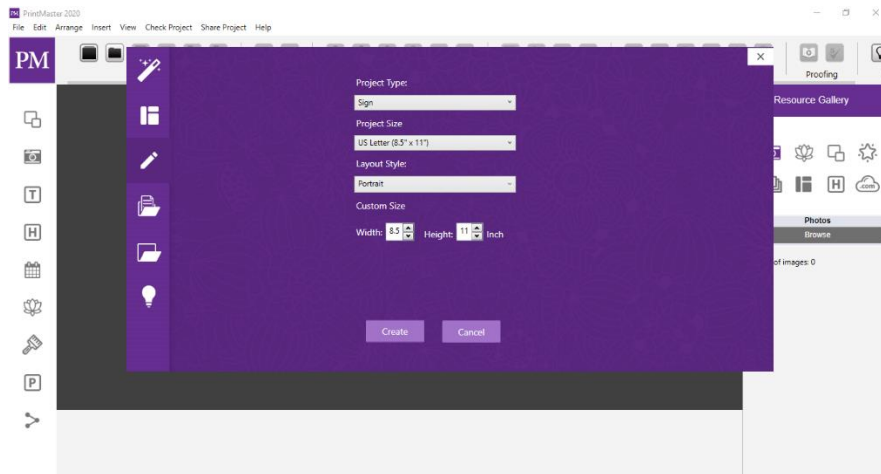 PM PrintMaster 2020
File Edit Arrange Insert View Check Project Share Project Help
PM
Proofing
Project Type:
Sign
Project Size
US Letter (8.5" x 11")
Layout Style:
Portrait
Custom Size
Width: 8.5 Height: 11 Inch
Create Cancel
Resource Gallery
T
H
P
H .com
Photos
Browse
of images: 0